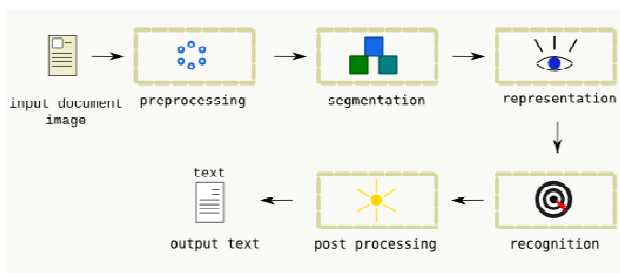 input document
image
preprocessing
segmentation
representation
text
output text
post processing
recognition